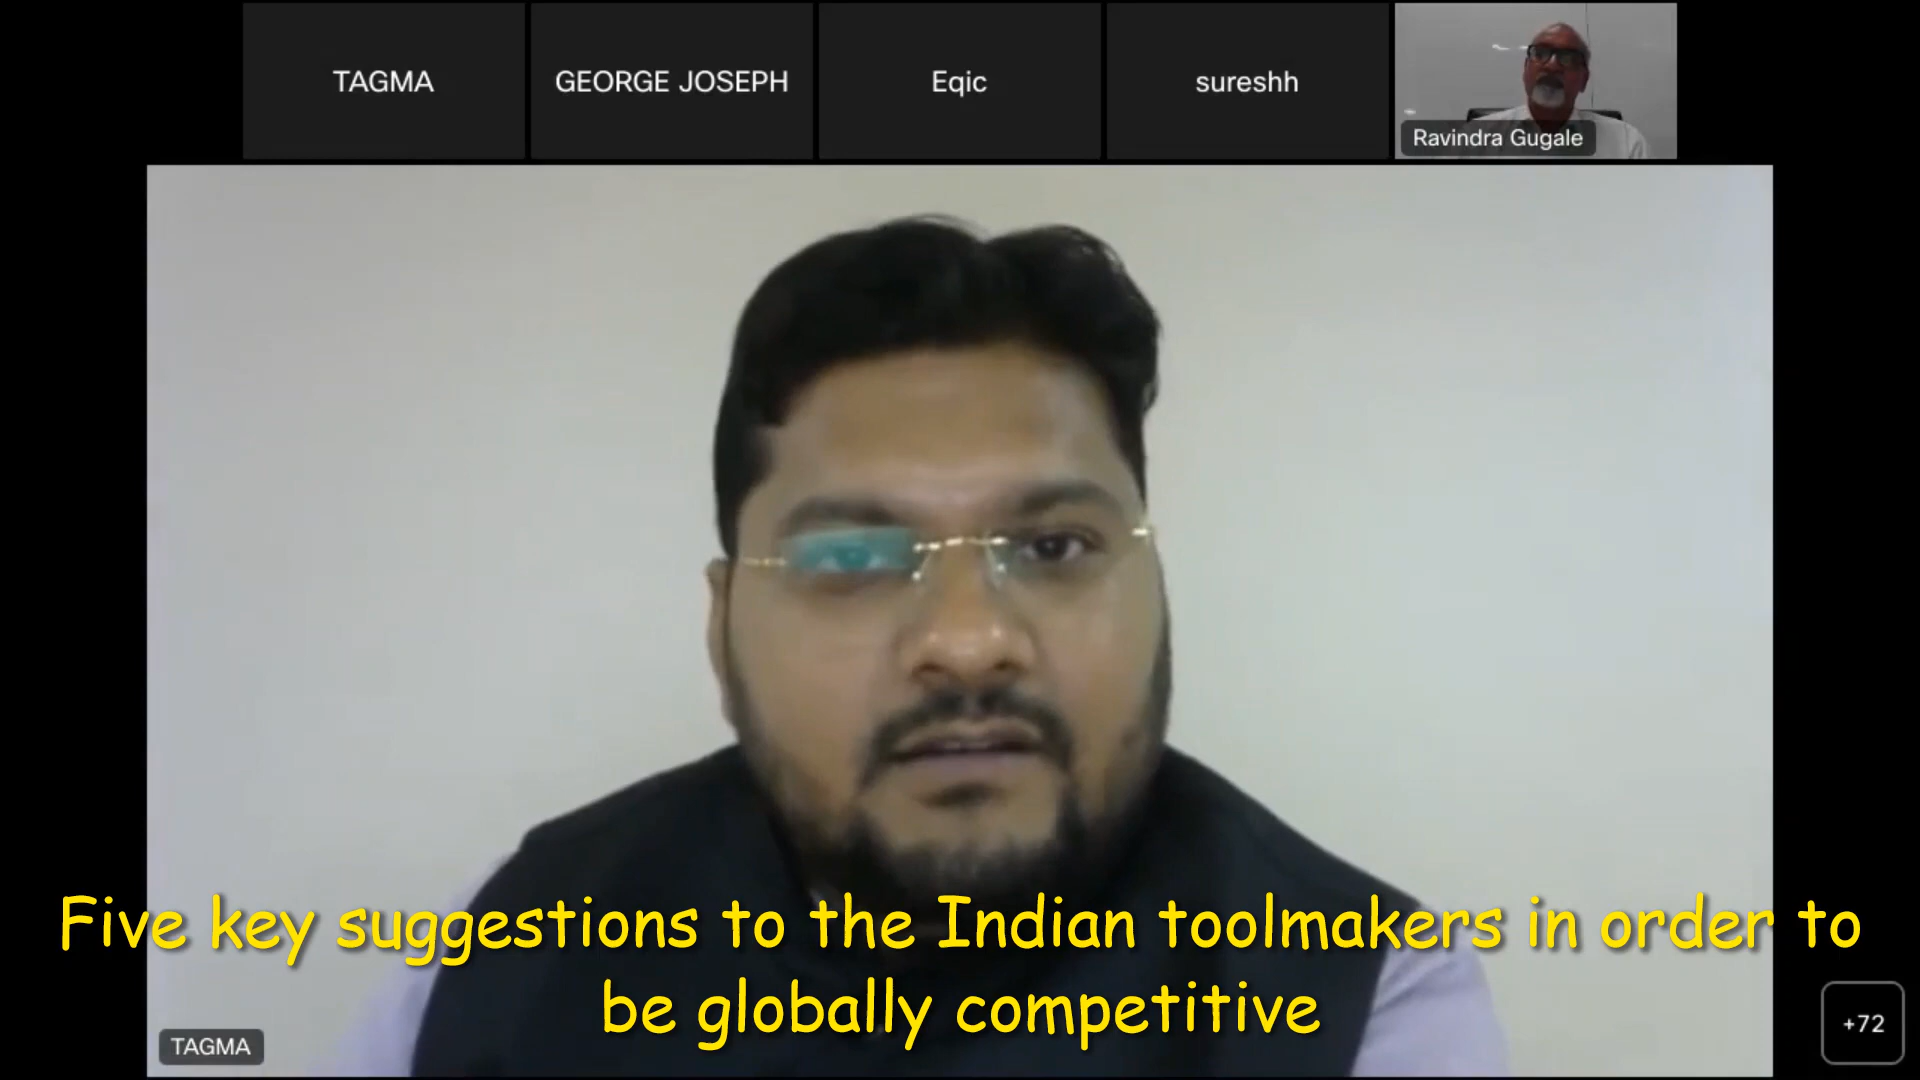 TAGMA
GEORGE JOSEPH
Eqic
sureshh
Ravindra Gugale
Five key suggestions to the Indian toolmakers in order to
be globally competitive
TAGMA
+72